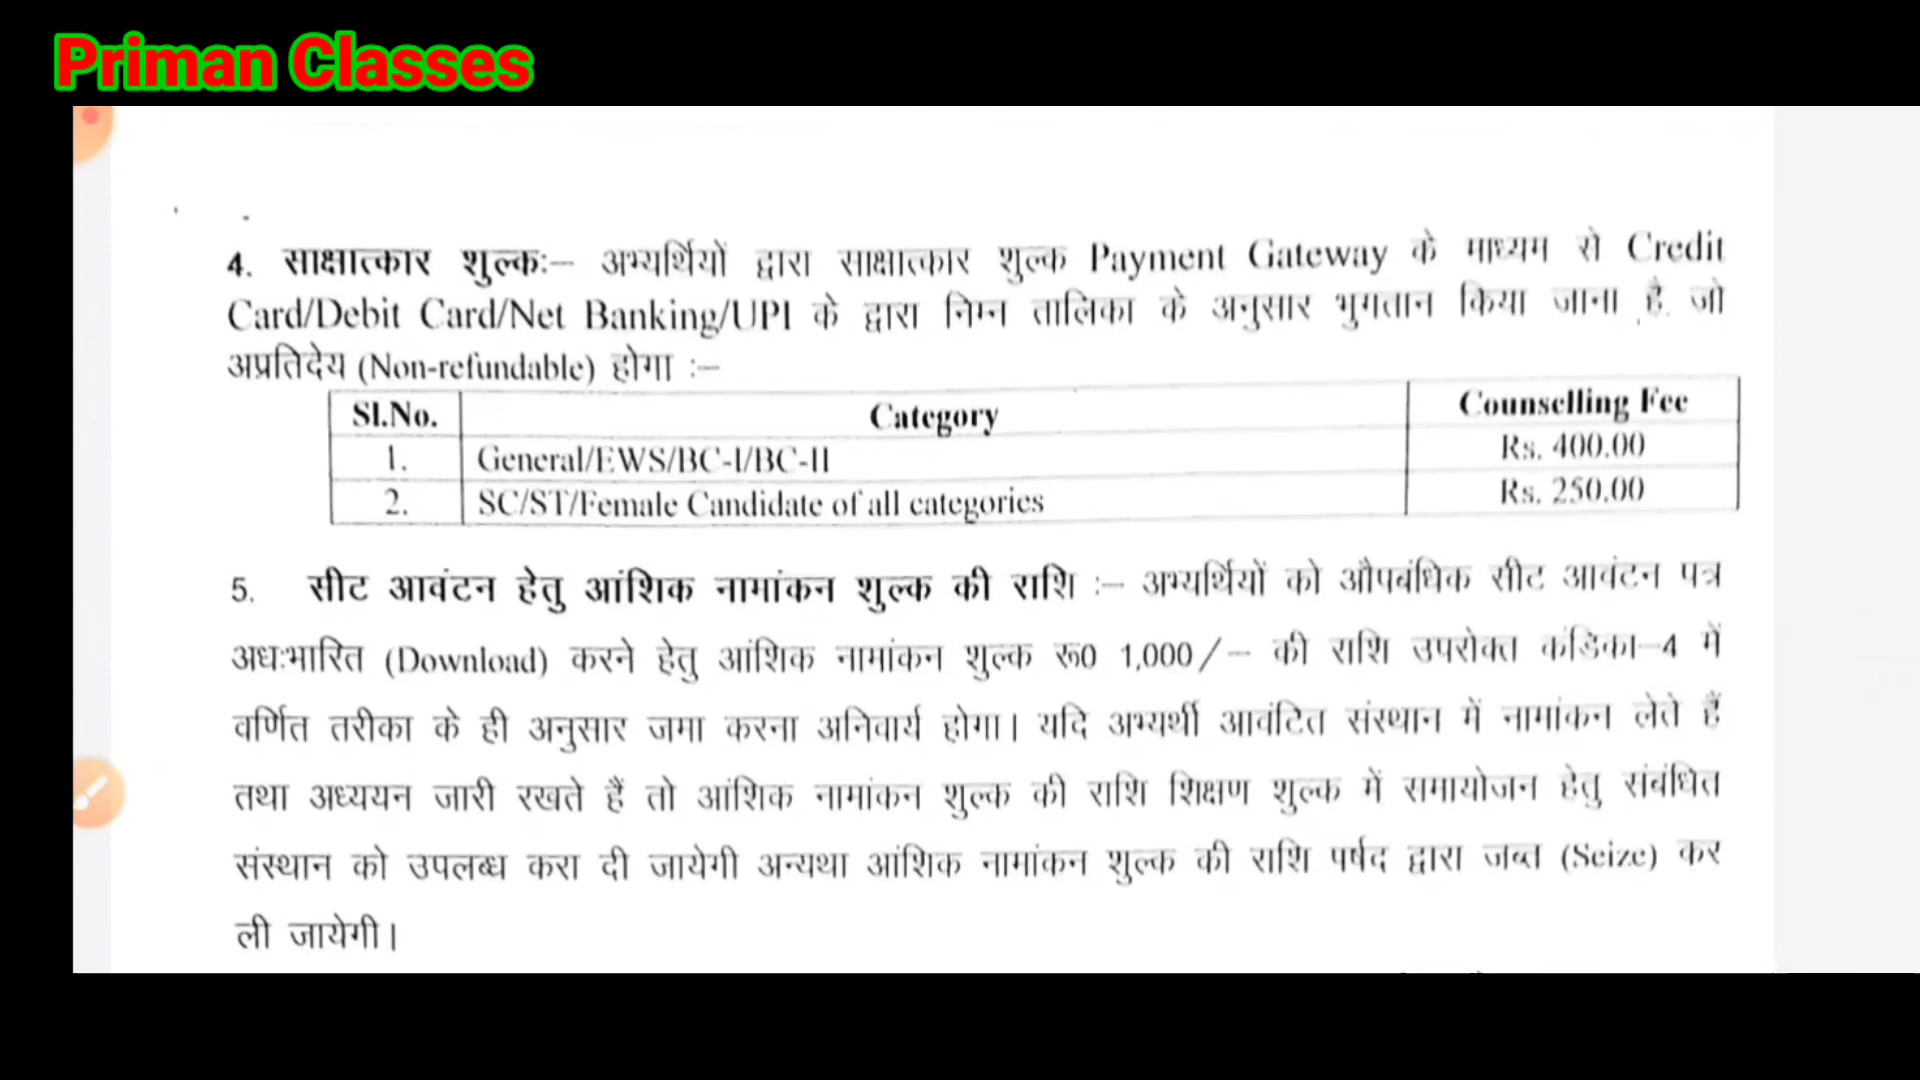 Priman Classes
4. साक्षात्कार शुल्कः– अभ्यर्थियों द्वारा साक्षात्कार शुल्क Payment Gateway के माध्यम से Credit
Card/Debit Card/Net Banking/UPI के द्वारा निम्न तालिका के अनुसार भुगतान किया जाना है, जो
अप्रतिदेय (Non-refundable) होगा :–
Sl.No. Category Counselling Fee
1. General/EWS/BC-I/BC-II Rs. 400.00
2. SC/ST/Female Candidate of all categories Rs. 250.00
5. सीट आवंटन हेतु आंशिक नामांकन शुल्क की राशि :– अभ्यर्थियों को औपबंधिक सीट आवंटन पत्र
अधःभारित (Download) करने हेतु आंशिक नामांकन शुल्क रू0 1,000/– की राशि उपरोक्त कंडिका–4 में
वर्णित तरीका के ही अनुसार जमा करना अनिवार्य होगा। यदि अभ्यर्थी आवंटित संस्थान में नामांकन लेते हैं
तथा अध्ययन जारी रखते हैं तो आंशिक नामांकन शुल्क की राशि शिक्षण शुल्क में समायोजन हेतु संबंधित
संस्थान को उपलब्ध करा दी जायेगी अन्यथा आंशिक नामांकन शुल्क की राशि पर्षद द्वारा जब्त (Seize) कर
ली जायेगी।